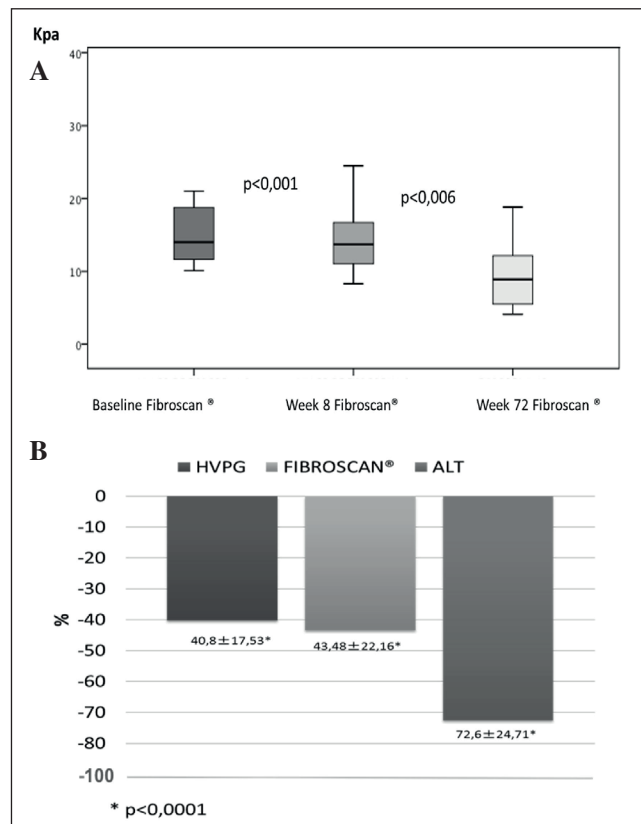 Kpa
A
40
30
20
10
0
p<0,001
p<0,006
Baseline Fibroscan ®
Week 8 Fibroscan®
Week 72 Fibroscan ®
B
HVPG FIBROSCAN® ALT
0
-10
-20
-30
-40
-50
-60
-70
-80
-100
%
40,8±17,53*
43,48±22,16*
72,6±24,71*
* p<0,0001